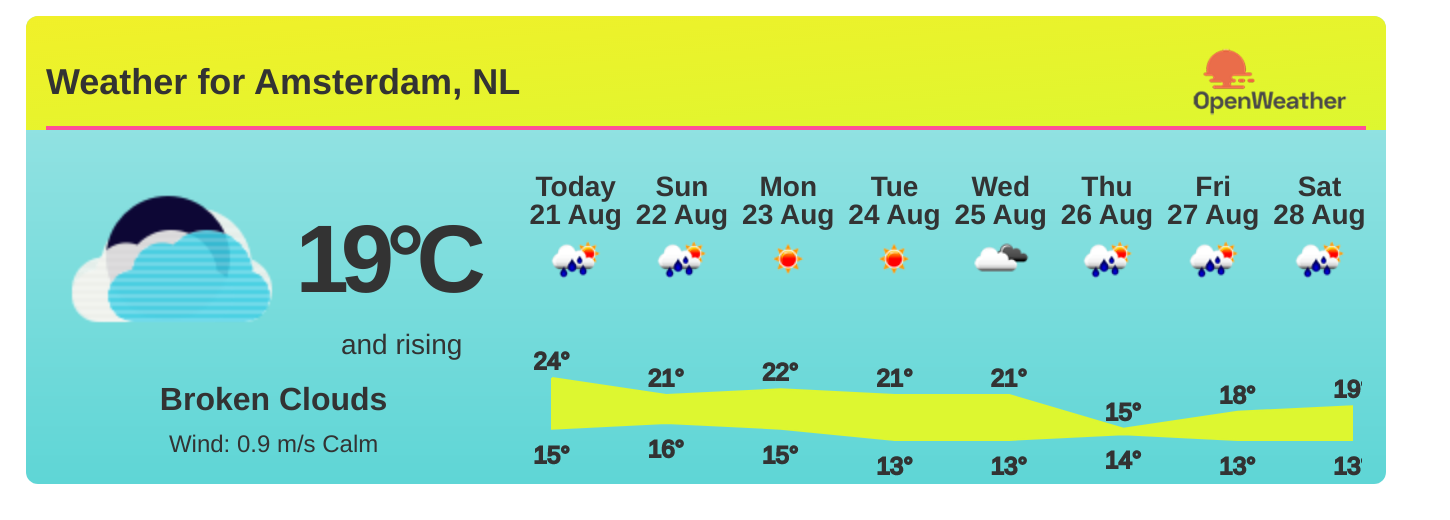 Weather for Amsterdam, NL
OpenWeather
Today Sun Mon Tue Wed Thu Fri Sat
21 Aug 22 Aug 23 Aug 24 Aug 25 Aug 26 Aug 27 Aug 28 Aug
19°C
and rising
Broken Clouds
Wind: 0.9 m/s Calm
24° 21° 22° 21° 21° 15° 18° 19°
15° 16° 15° 13° 13° 14° 13° 13°